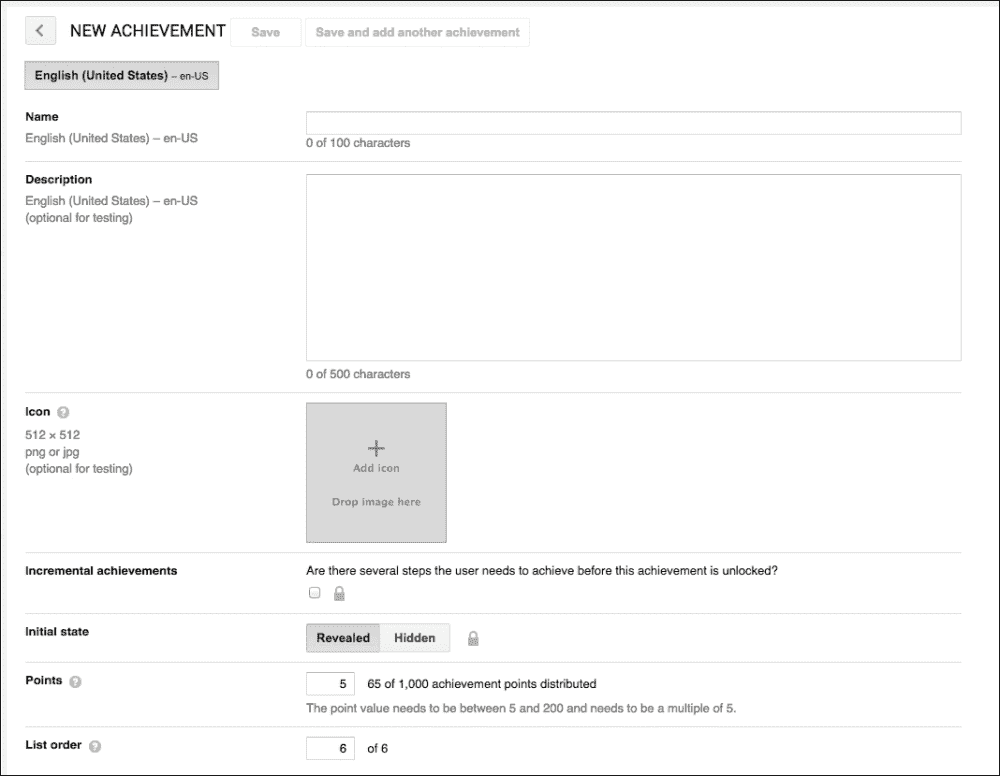 NEW ACHIEVEMENT Save Save and add another achievement
English (United States) – en-US
Name
English (United States) – en-US
0 of 100 characters
Description
English (United States) – en-US
(optional for testing)
0 of 500 characters
Icon ?
512 × 512
png or jpg
(optional for testing)
Add icon
Drop image here
Incremental achievements
Are there several steps the user needs to achieve before this achievement is unlocked?
Initial state
Revealed Hidden
Points ?
5 65 of 1,000 achievement points distributed
The point value needs to be between 5 and 200 and needs to be a multiple of 5.
List order ?
6 of 6